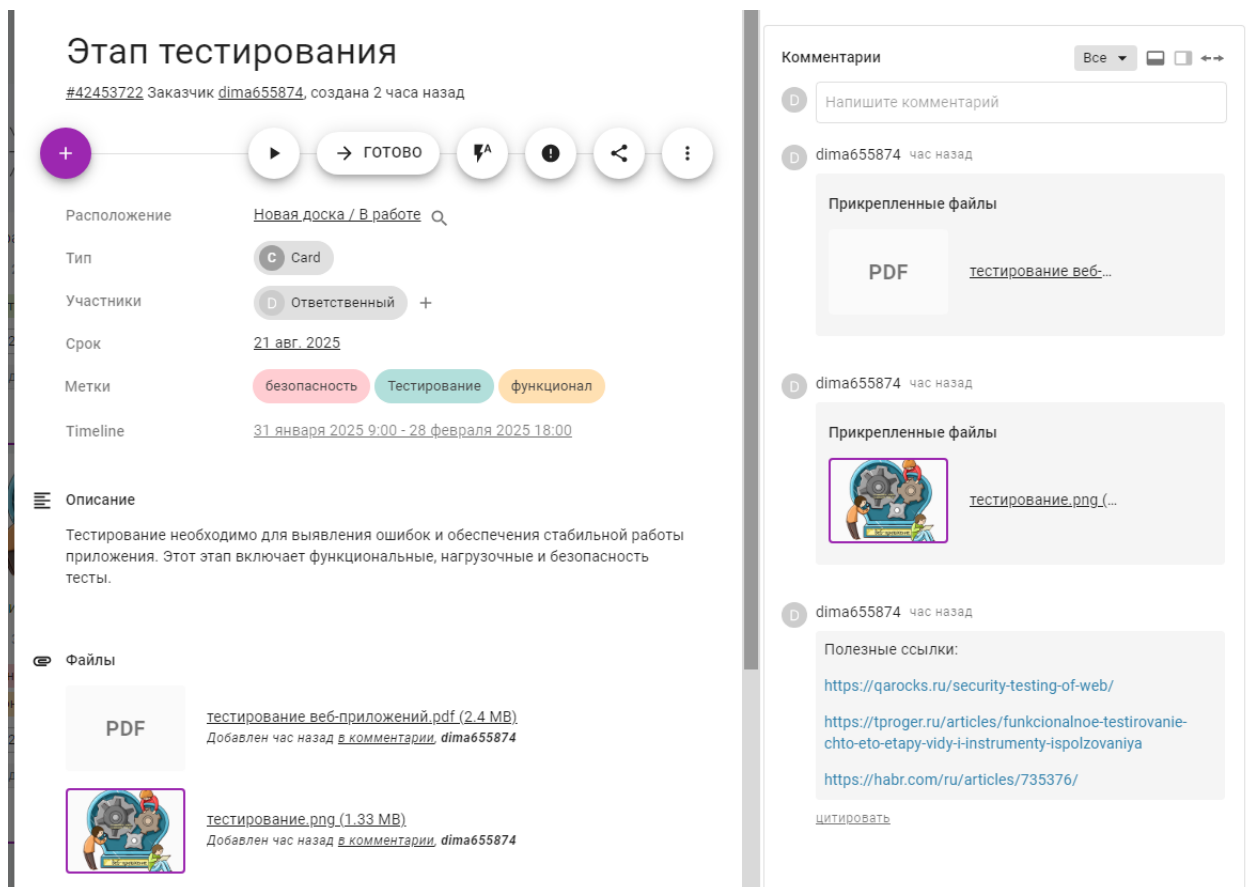 Этап тестирования
#42453722 Заказчик dima655874, создана 2 часа назад
ГОТОВО
Расположение Новая доска / В работе
Тип C Card
Участники D Ответственный
Срок 21 авг. 2025
Метки безопасность Тестирование функционал
Timeline 31 января 2025 9:00 - 28 февраля 2025 18:00
Описание
Тестирование необходимо для выявления ошибок и обеспечения стабильной работы
приложения. Этот этап включает функциональные, нагрузочные и безопасность
тесты.
Файлы
PDF
тестирование веб-приложений.pdf (2.4 MB)
Добавлен час назад в комментарии, dima655874
тестирование.png (1.33 MB)
Добавлен час назад в комментарии, dima655874
Комментарии Все
D Напишите комментарий
D dima655874 час назад
Прикрепленные файлы
PDF тестирование веб-...
D dima655874 час назад
Прикрепленные файлы
тестирование.png (...
D dima655874 час назад
Полезные ссылки:
https://qarocks.ru/security-testing-of-web/
https://tproger.ru/articles/funkcionalnoe-testirovanie-
chto-eto-etapy-vidy-i-instrumenty-ispolzovaniya
https://habr.com/ru/articles/735376/
цитировать